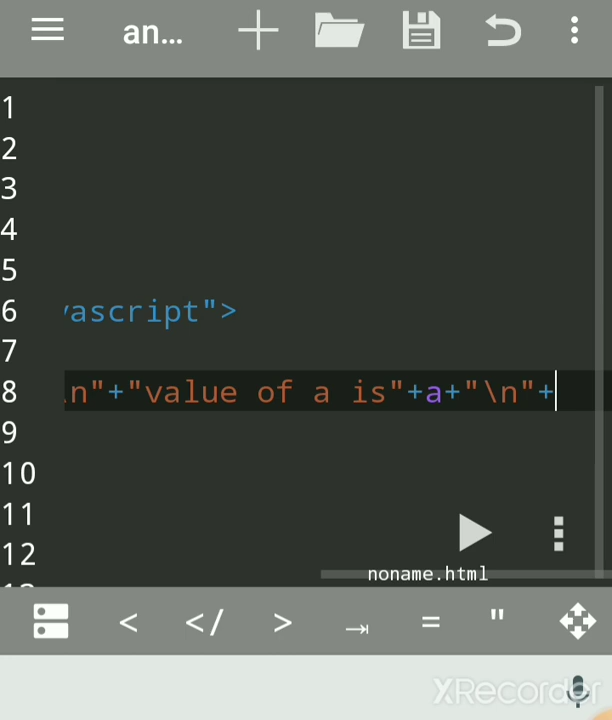 an...
1
2
3
4
5
6 vascript">
7
8 \n"+"value of a is"+a+"\n"+
9
10
11
12
noname.html
< </ > ⇥ = "
XRecorder